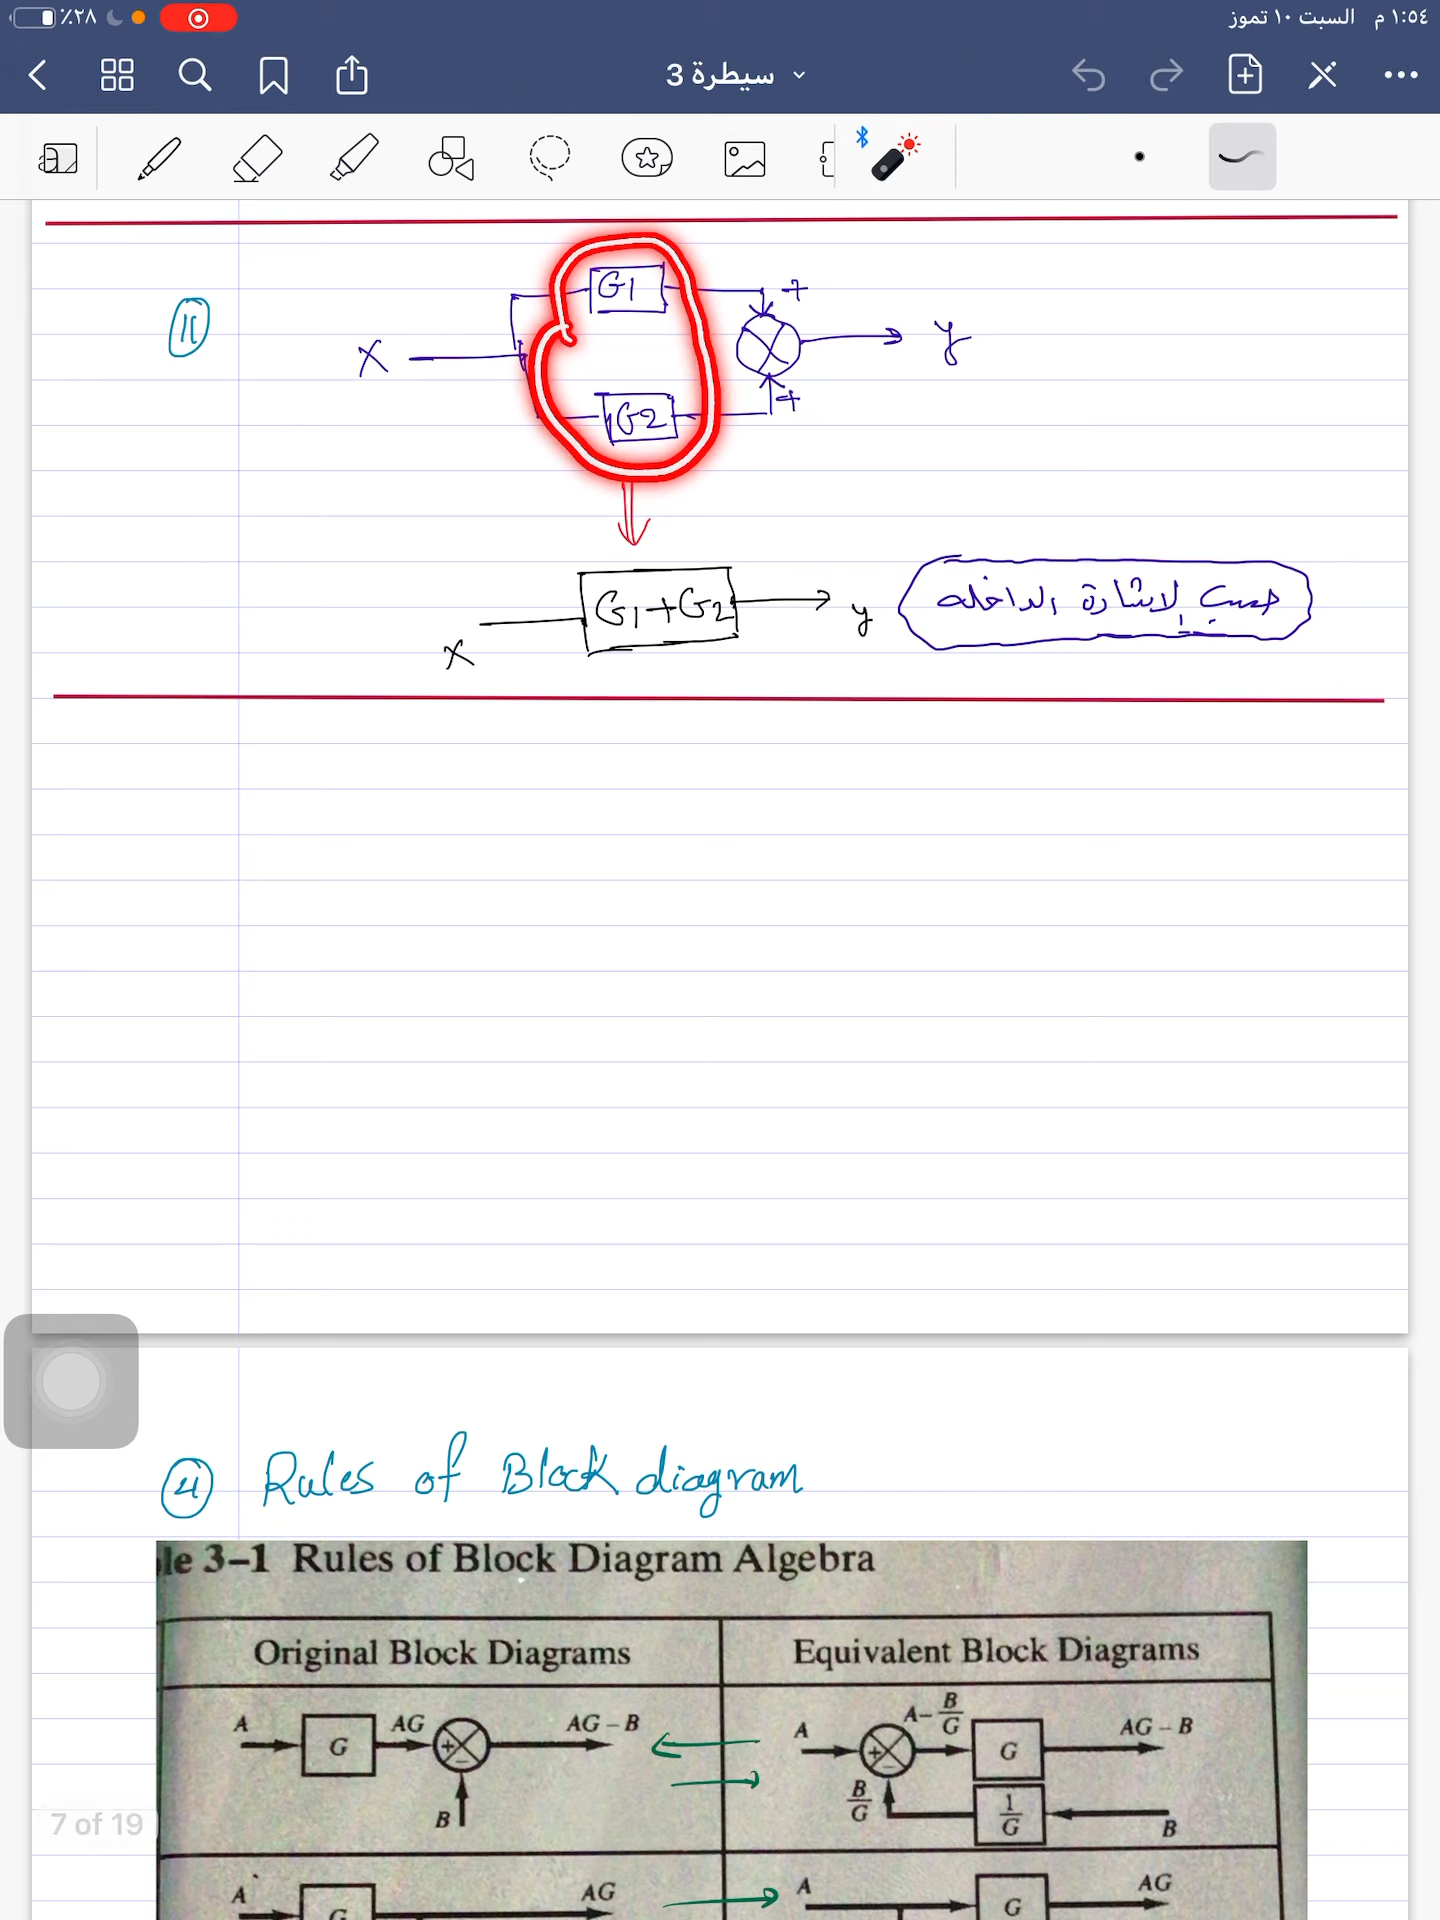 ٪٢٨
١:٥٤ م السبت ١٠ تموز
سيطرة 3
11
G1
+
X
y
G2
+
G1+G2
X
y
حسب الإشارة الداخله
4 Rules of Block diagram
le 3–1 Rules of Block Diagram Algebra
Original Block Diagrams
Equivalent Block Diagrams
A
G
AG
+
−
AG − B
B
A
+
−
A− B/G
G
AG − B
B/G
1/G
B
7 of 19
A
G
AG
A
G
AG